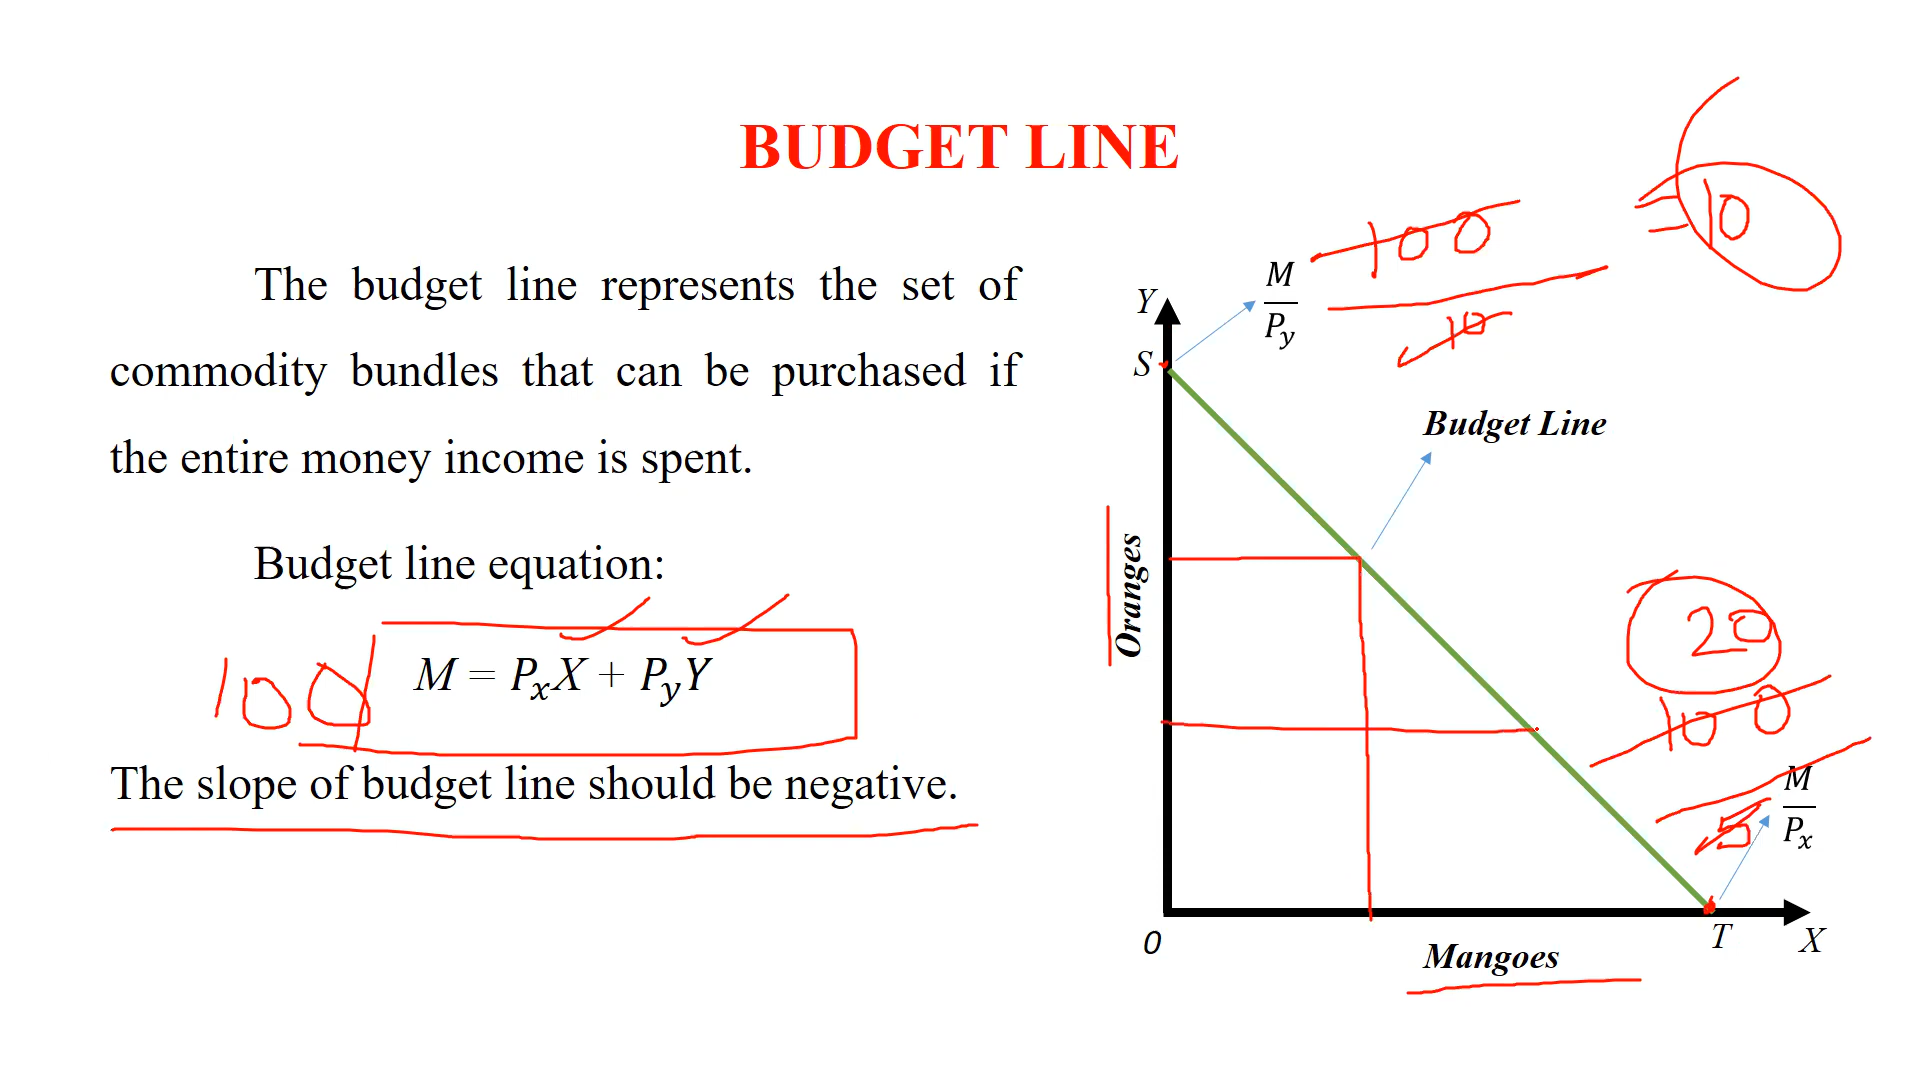 BUDGET LINE
The budget line represents the set of
commodity bundles that can be purchased if
the entire money income is spent.
Budget line equation:
100
M = PₓX + PᵧY
The slope of budget line should be negative.
Y
S
M
Pᵧ
100
10
= 10
Budget Line
Oranges
20
100
5
M
Pₓ
0
Mangoes
T
X